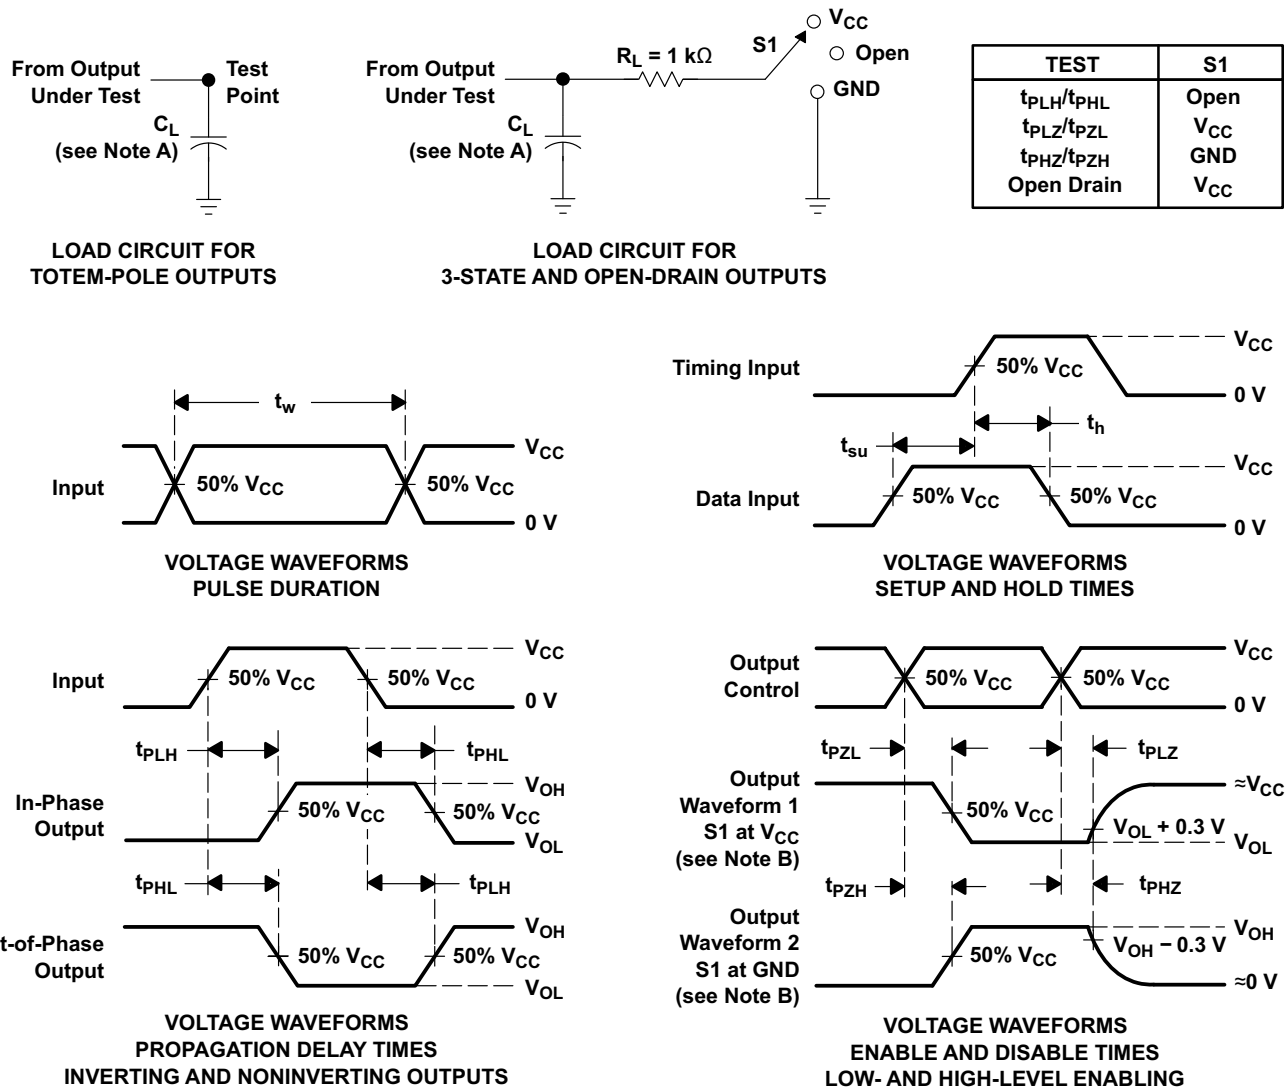 From Output
Under Test
Test
Point
CL
(see Note A)
LOAD CIRCUIT FOR
TOTEM-POLE OUTPUTS
From Output
Under Test
RL = 1 kΩ
S1
VCC
Open
GND
CL
(see Note A)
LOAD CIRCUIT FOR
3-STATE AND OPEN-DRAIN OUTPUTS
TEST S1
tPLH/tPHL Open
tPLZ/tPZL VCC
tPHZ/tPZH GND
Open Drain VCC
tw
Input
50% VCC
50% VCC
VCC
0 V
VOLTAGE WAVEFORMS
PULSE DURATION
Timing Input
50% VCC
VCC
0 V
tsu
th
Data Input
50% VCC
50% VCC
VCC
0 V
VOLTAGE WAVEFORMS
SETUP AND HOLD TIMES
Input
50% VCC
50% VCC
VCC
0 V
tPLH
tPHL
In-Phase
Output
50% VCC
50% VCC
VOH
VOL
tPHL
tPLH
t-of-Phase
Output
50% VCC
50% VCC
VOH
VOL
VOLTAGE WAVEFORMS
PROPAGATION DELAY TIMES
INVERTING AND NONINVERTING OUTPUTS
Output
Control
50% VCC
50% VCC
VCC
0 V
tPZL
tPLZ
Output
Waveform 1
S1 at VCC
(see Note B)
50% VCC
≈VCC
VOL + 0.3 V
VOL
tPZH
tPHZ
Output
Waveform 2
S1 at GND
(see Note B)
50% VCC
VOH
VOH − 0.3 V
≈0 V
VOLTAGE WAVEFORMS
ENABLE AND DISABLE TIMES
LOW- AND HIGH-LEVEL ENABLING